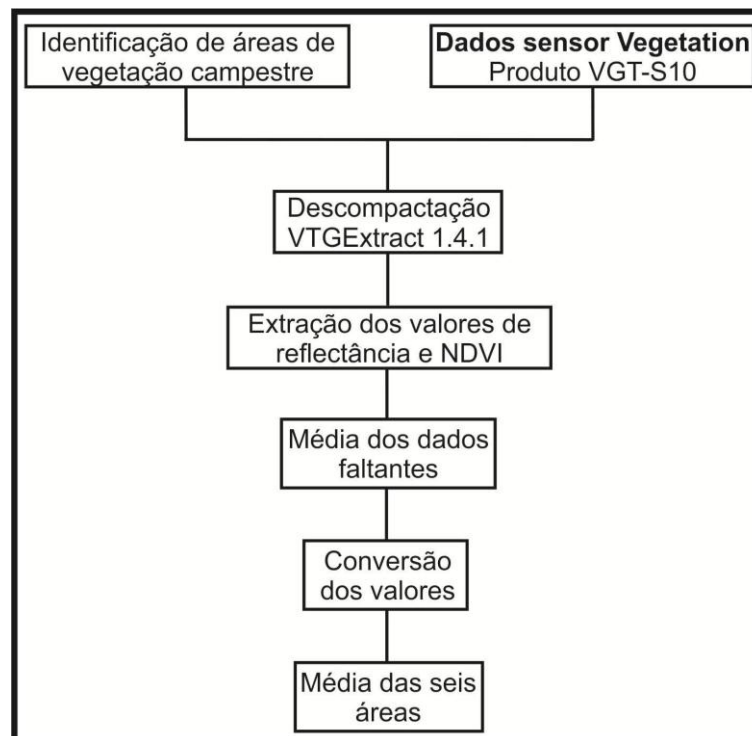 Identificação de áreas de
vegetação campestre
Dados sensor Vegetation
Produto VGT-S10
Descompactação
VTGExtract 1.4.1
Extração dos valores de
reflectância e NDVI
Média dos dados
faltantes
Conversão
dos valores
Média das seis
áreas